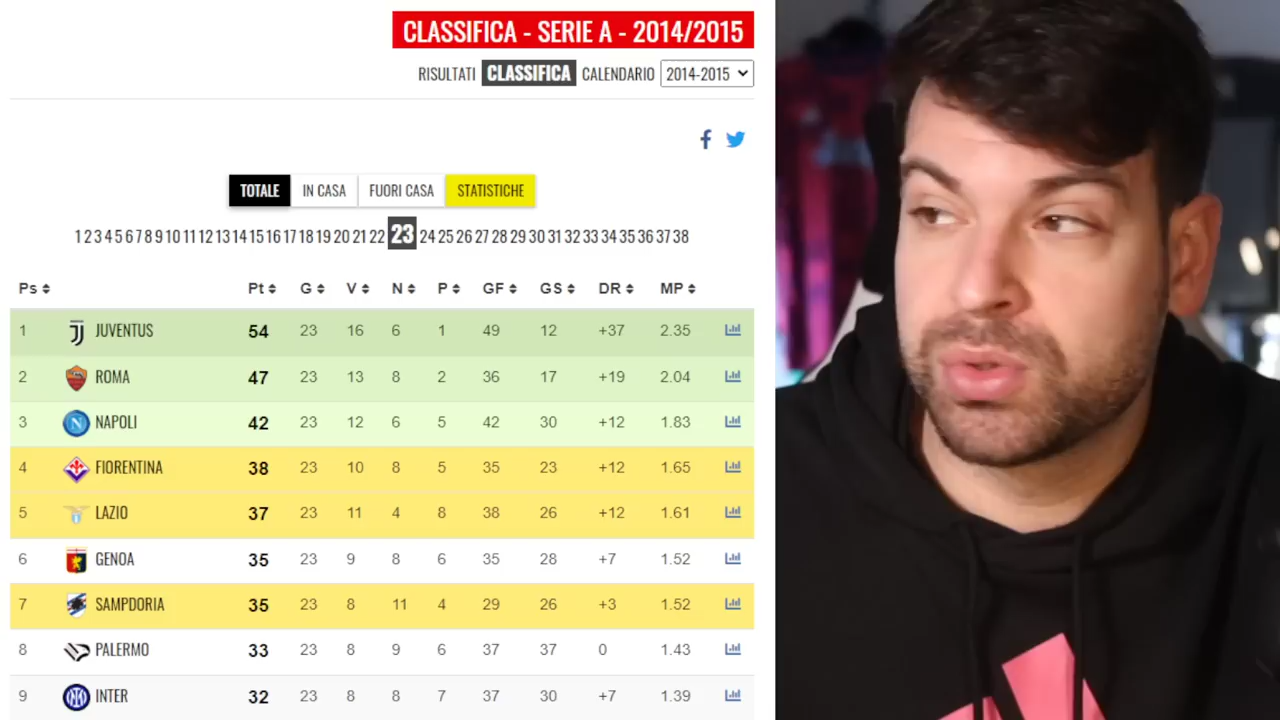 CLASSIFICA - SERIE A - 2014/2015
RISULTATI CLASSIFICA CALENDARIO 2014-2015
TOTALE IN CASA FUORI CASA STATISTICHE
1 2 3 4 5 6 7 8 9 10 11 12 13 14 15 16 17 18 19 20 21 22 23 24 25 26 27 28 29 30 31 32 33 34 35 36 37 38
Ps Pt G V N P GF GS DR MP
1 JUVENTUS 54 23 16 6 1 49 12 +37 2.35
2 ROMA 47 23 13 8 2 36 17 +19 2.04
3 NAPOLI 42 23 12 6 5 42 30 +12 1.83
4 FIORENTINA 38 23 10 8 5 35 23 +12 1.65
5 LAZIO 37 23 11 4 8 38 26 +12 1.61
6 GENOA 35 23 9 8 6 35 28 +7 1.52
7 SAMPDORIA 35 23 8 11 4 29 26 +3 1.52
8 PALERMO 33 23 8 9 6 37 37 0 1.43
9 INTER 32 23 8 8 7 37 30 +7 1.39